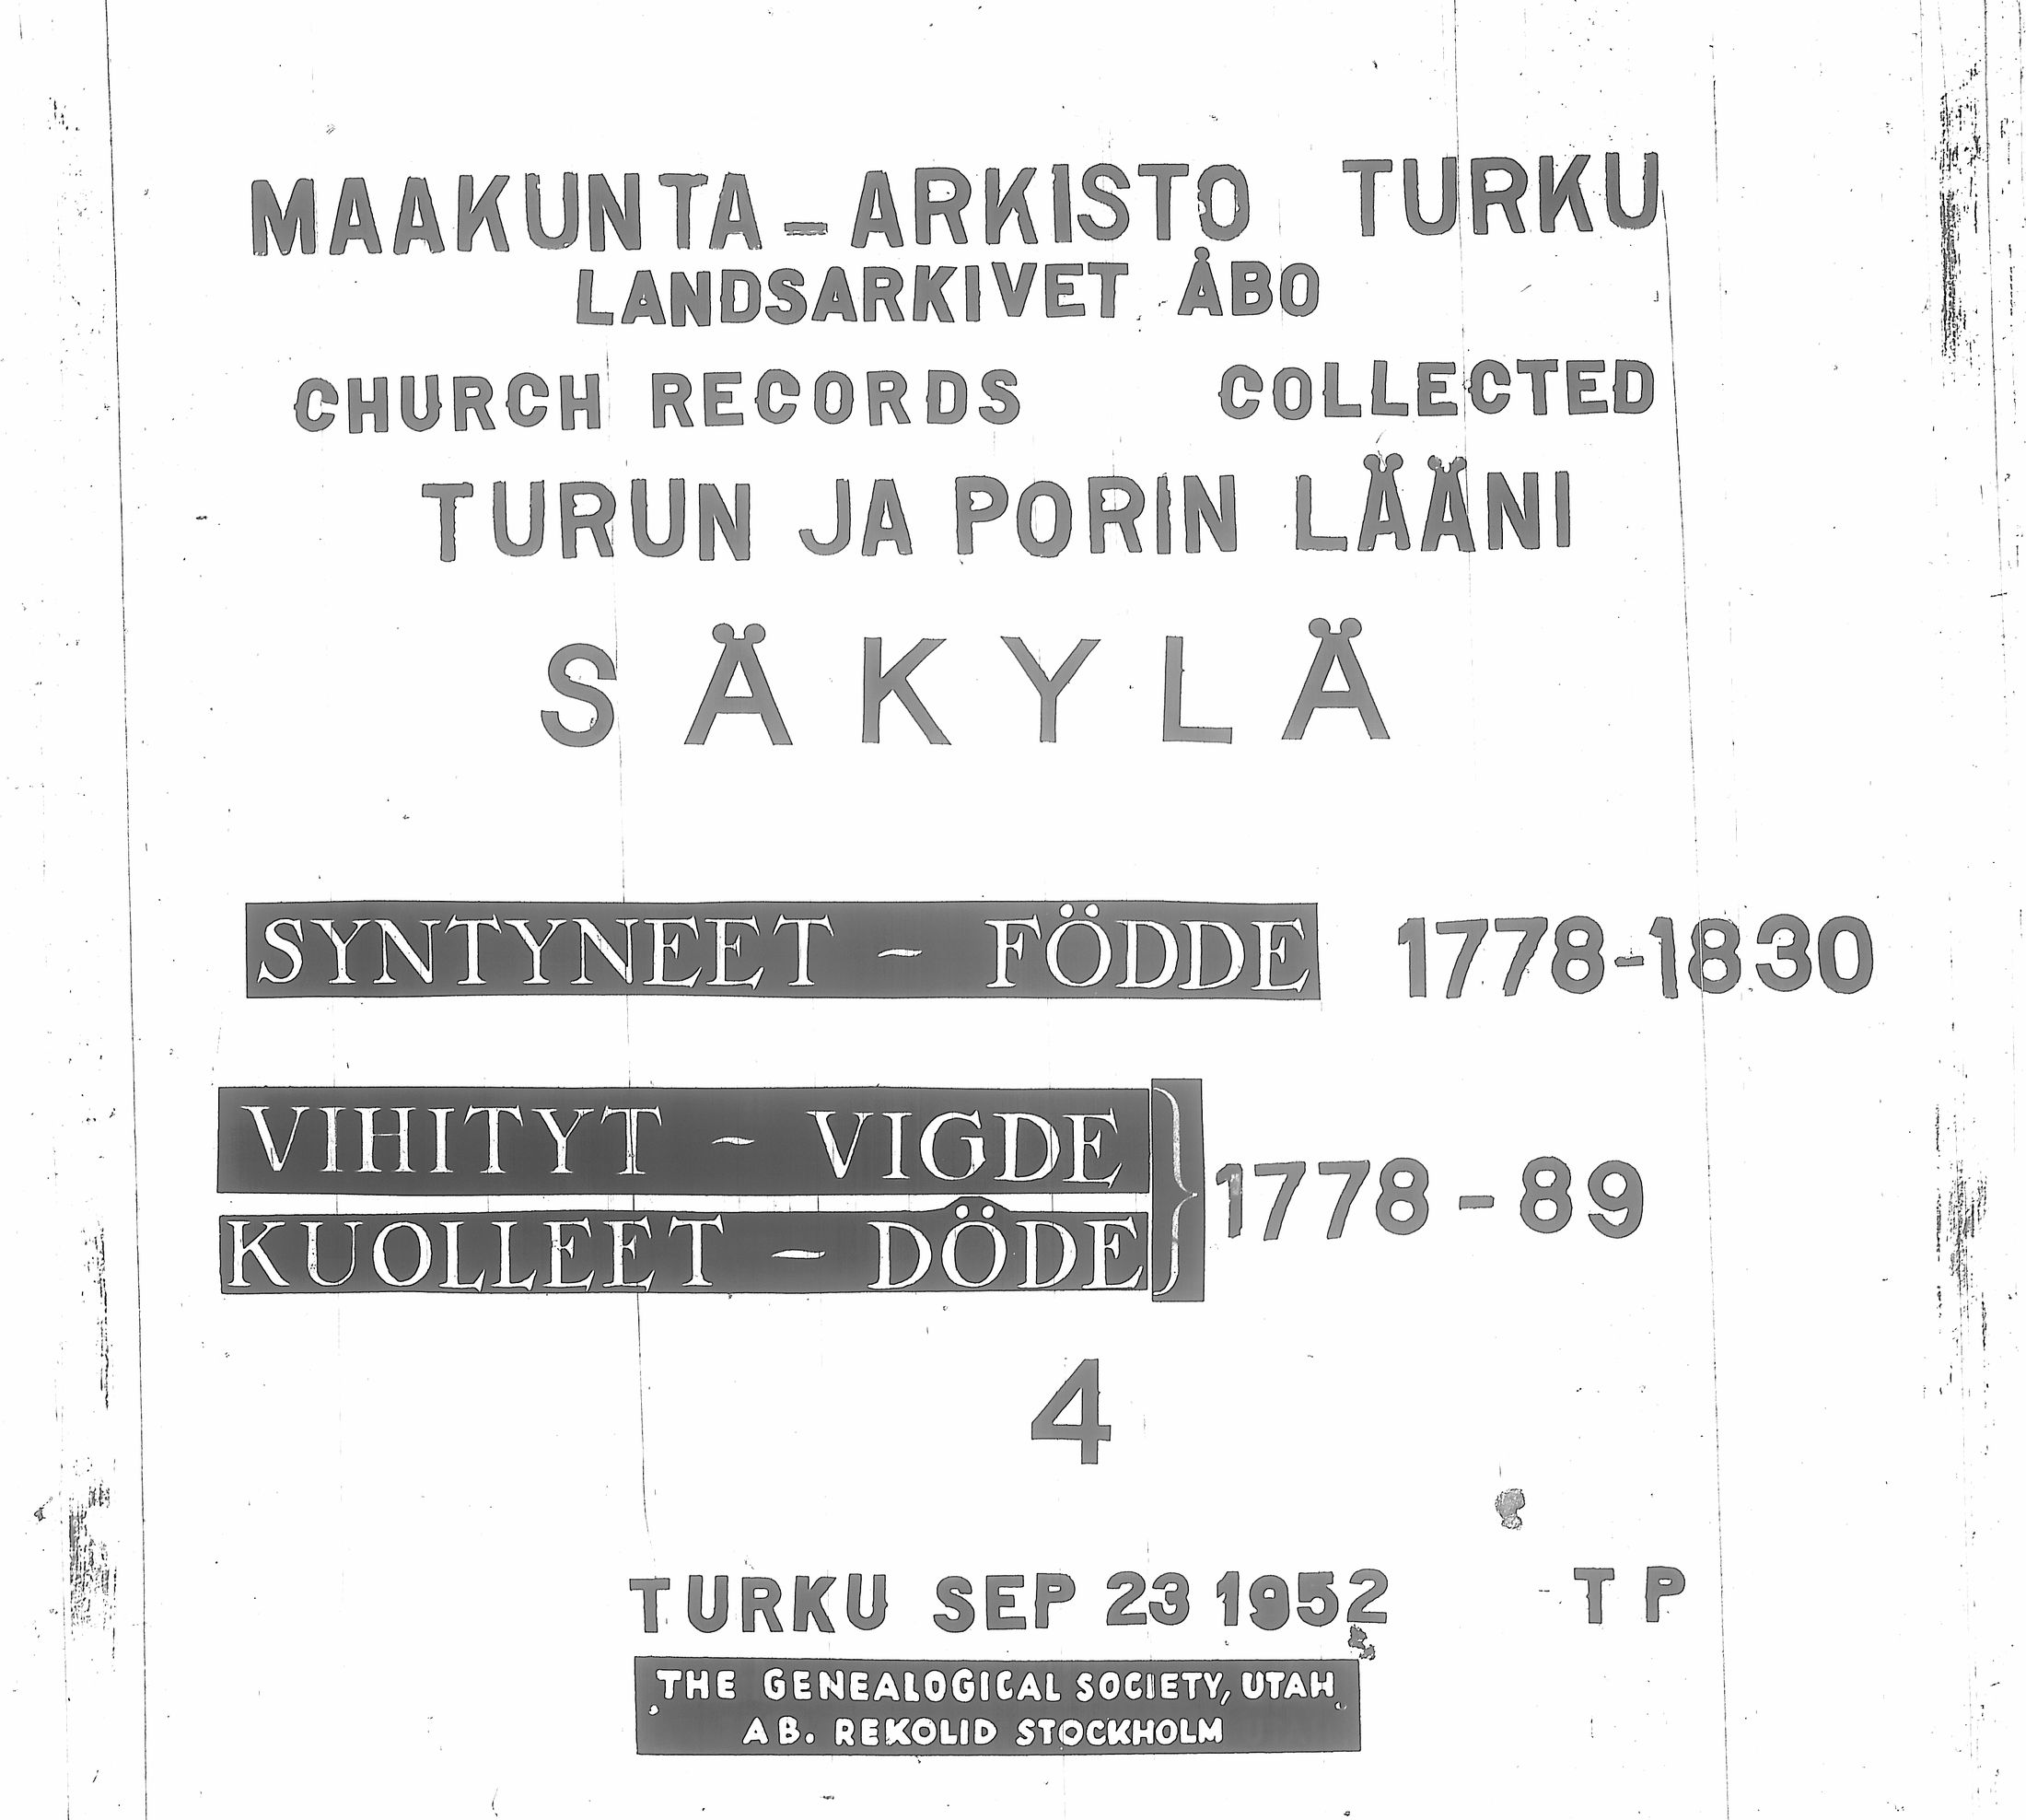 MAAKUNTA-ARKISTO TURKU
LANDSARKIVET ÅBO
CHURCH RECORDS COLLECTED
TURUN JA PORIN LÄÄNI
SÄKYLÄ
SYNTYNEET - FÖDDE 1778-1830
VIHITYT - VIGDE
KUOLLEET - DÖDE } 1778-89
4
TURKU SEP 23 1952 TP
THE GENEALOGICAL SOCIETY, UTAH
AB. REKOLID STOCKHOLM